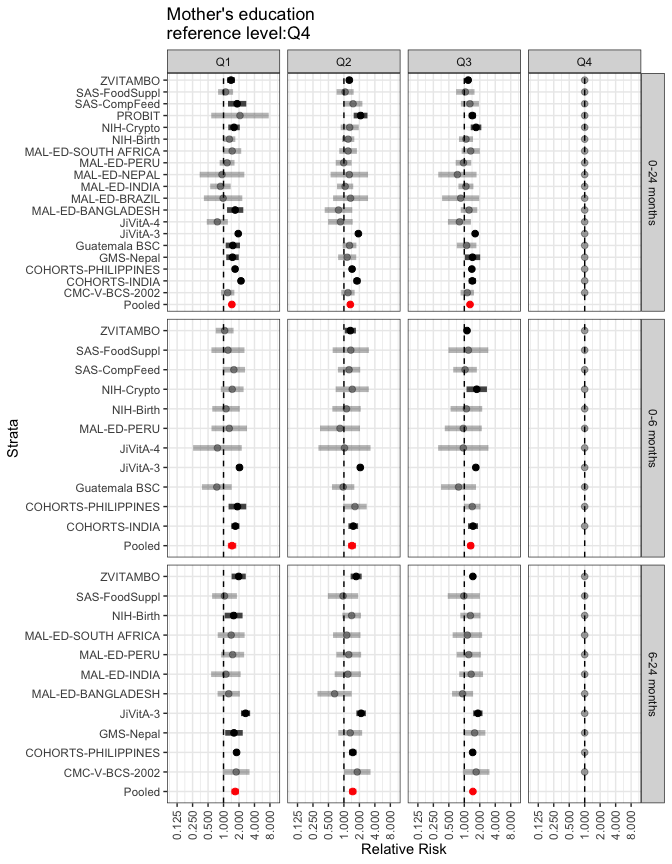 Mother's education
reference level:Q4
Q1 Q2 Q3 Q4
ZVITAMBO
SAS-FoodSuppl
SAS-CompFeed
PROBIT
NIH-Crypto
NIH-Birth
MAL-ED-SOUTH AFRICA
MAL-ED-PERU
MAL-ED-NEPAL
MAL-ED-INDIA
MAL-ED-BRAZIL
MAL-ED-BANGLADESH
JiVitA-4
JiVitA-3
Guatemala BSC
GMS-Nepal
COHORTS-PHILIPPINES
COHORTS-INDIA
CMC-V-BCS-2002
Pooled
0-24 months
ZVITAMBO
SAS-FoodSuppl
SAS-CompFeed
NIH-Crypto
NIH-Birth
MAL-ED-PERU
JiVitA-4
JiVitA-3
Guatemala BSC
COHORTS-PHILIPPINES
COHORTS-INDIA
Pooled
0-6 months
ZVITAMBO
SAS-FoodSuppl
NIH-Birth
MAL-ED-SOUTH AFRICA
MAL-ED-PERU
MAL-ED-INDIA
MAL-ED-BANGLADESH
JiVitA-3
GMS-Nepal
COHORTS-PHILIPPINES
CMC-V-BCS-2002
Pooled
6-24 months
Strata
0.125 0.250 0.500 1.000 2.000 4.000 8.000
0.125 0.250 0.500 1.000 2.000 4.000 8.000
0.125 0.250 0.500 1.000 2.000 4.000 8.000
0.125 0.250 0.500 1.000 2.000 4.000 8.000
Relative Risk